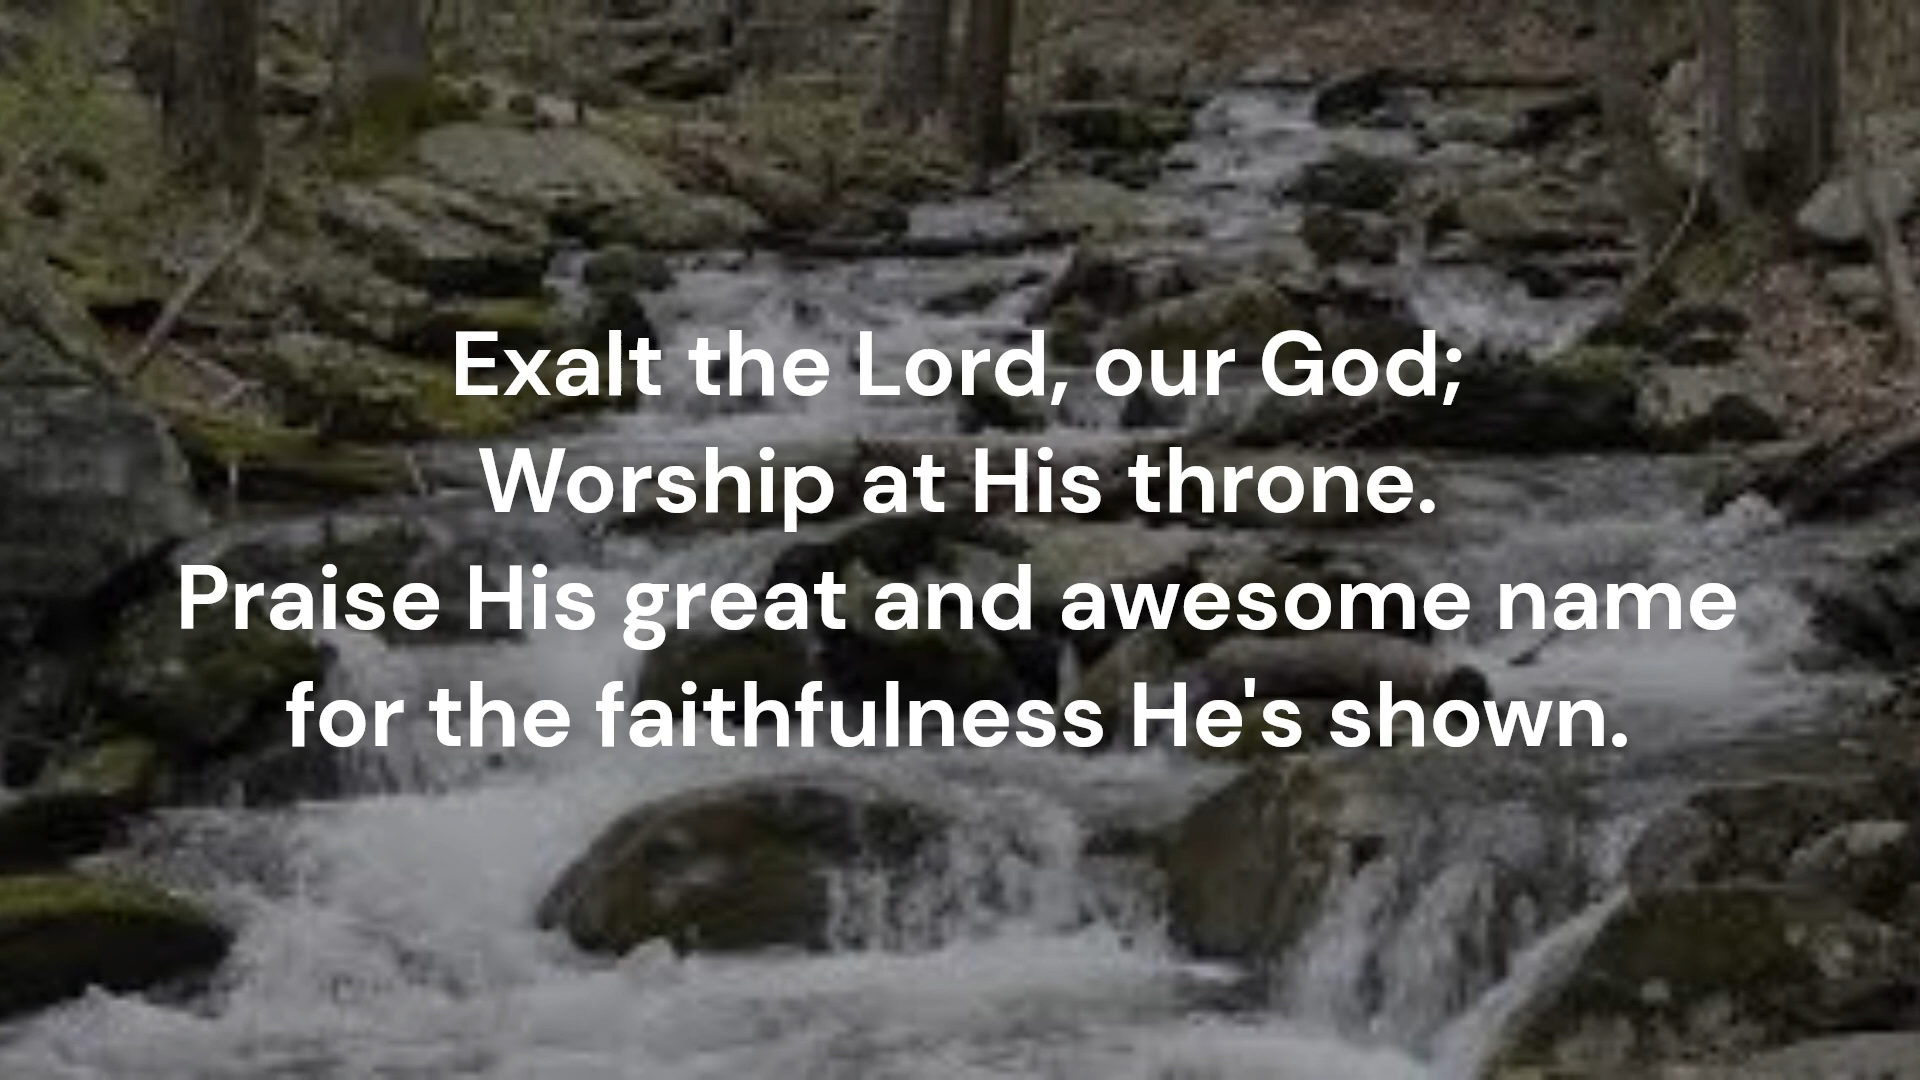 Exalt the Lord, our God;
Worship at His throne.
Praise His great and awesome name
for the faithfulness He's shown.